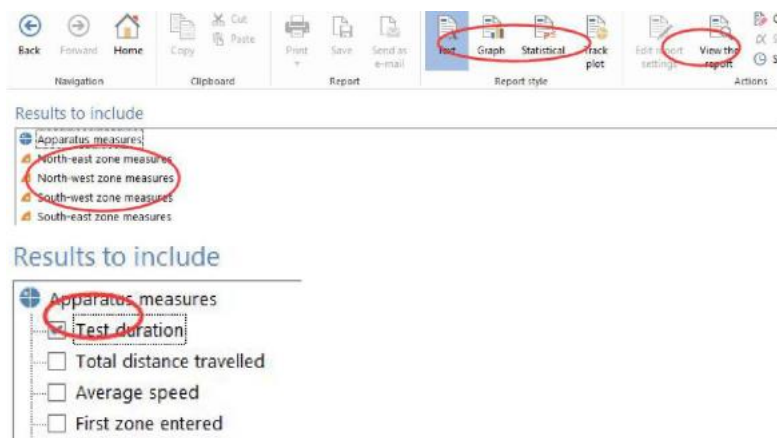 Cut
Paste
Back Forward Home Copy Print Save Send as e-mail Text Graph Statistical Track plot Edit report settings View the report
Navigation Clipboard Report Report style Actions
Results to include
Apparatus measures
North-east zone measures
North-west zone measures
South-west zone measures
South-east zone measures
Results to include
Apparatus measures
Test duration
Total distance travelled
Average speed
First zone entered